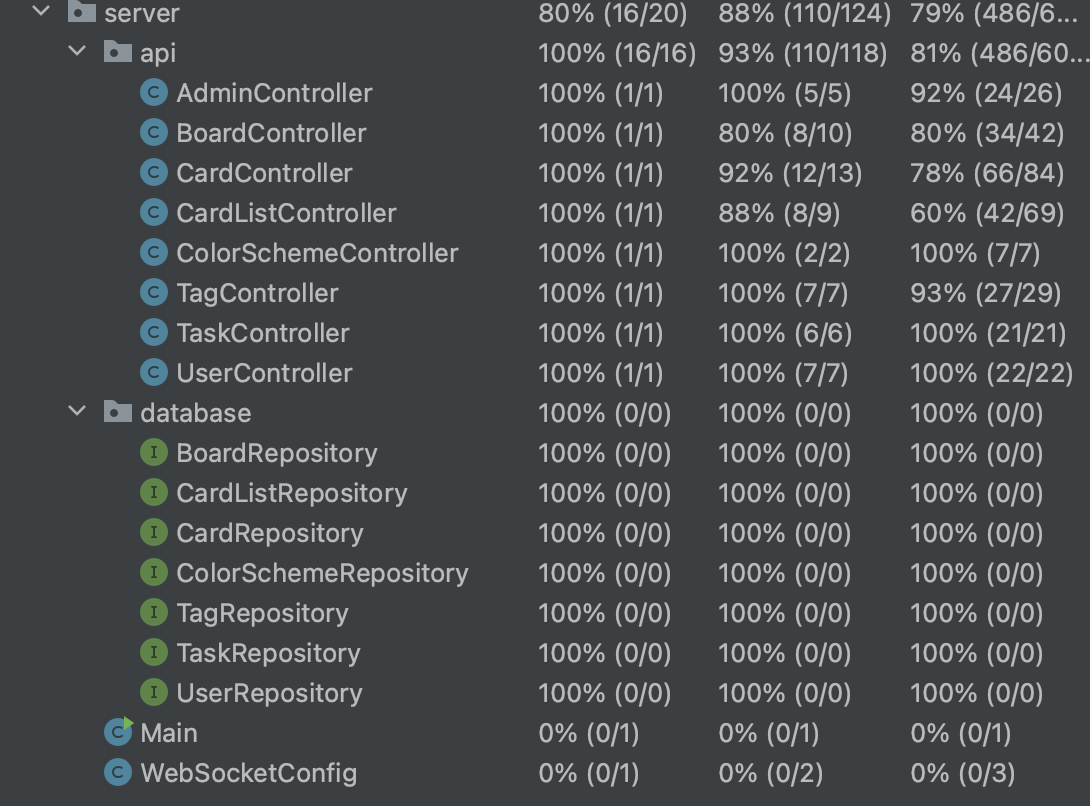 server 80% (16/20) 88% (110/124) 79% (486/6...
api 100% (16/16) 93% (110/118) 81% (486/60...
C AdminController 100% (1/1) 100% (5/5) 92% (24/26)
C BoardController 100% (1/1) 80% (8/10) 80% (34/42)
C CardController 100% (1/1) 92% (12/13) 78% (66/84)
C CardListController 100% (1/1) 88% (8/9) 60% (42/69)
C ColorSchemeController 100% (1/1) 100% (2/2) 100% (7/7)
C TagController 100% (1/1) 100% (7/7) 93% (27/29)
C TaskController 100% (1/1) 100% (6/6) 100% (21/21)
C UserController 100% (1/1) 100% (7/7) 100% (22/22)
database 100% (0/0) 100% (0/0) 100% (0/0)
I BoardRepository 100% (0/0) 100% (0/0) 100% (0/0)
I CardListRepository 100% (0/0) 100% (0/0) 100% (0/0)
I CardRepository 100% (0/0) 100% (0/0) 100% (0/0)
I ColorSchemeRepository 100% (0/0) 100% (0/0) 100% (0/0)
I TagRepository 100% (0/0) 100% (0/0) 100% (0/0)
I TaskRepository 100% (0/0) 100% (0/0) 100% (0/0)
I UserRepository 100% (0/0) 100% (0/0) 100% (0/0)
C Main 0% (0/1) 0% (0/1) 0% (0/1)
C WebSocketConfig 0% (0/1) 0% (0/2) 0% (0/3)